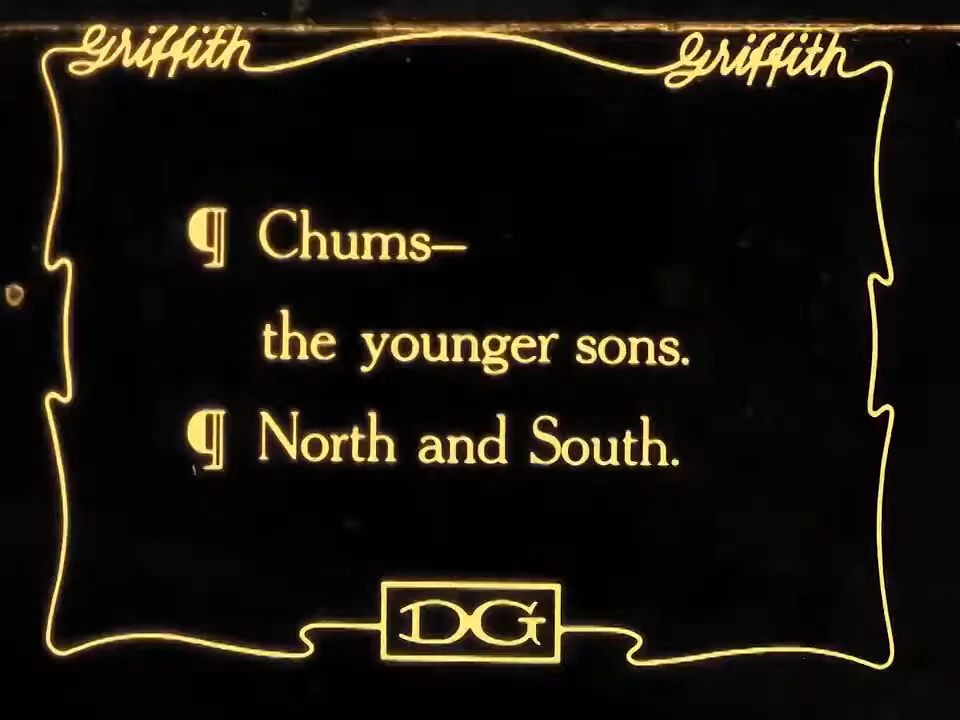 Griffith Griffith
¶ Chums—
the younger sons.
¶ North and South.
DG